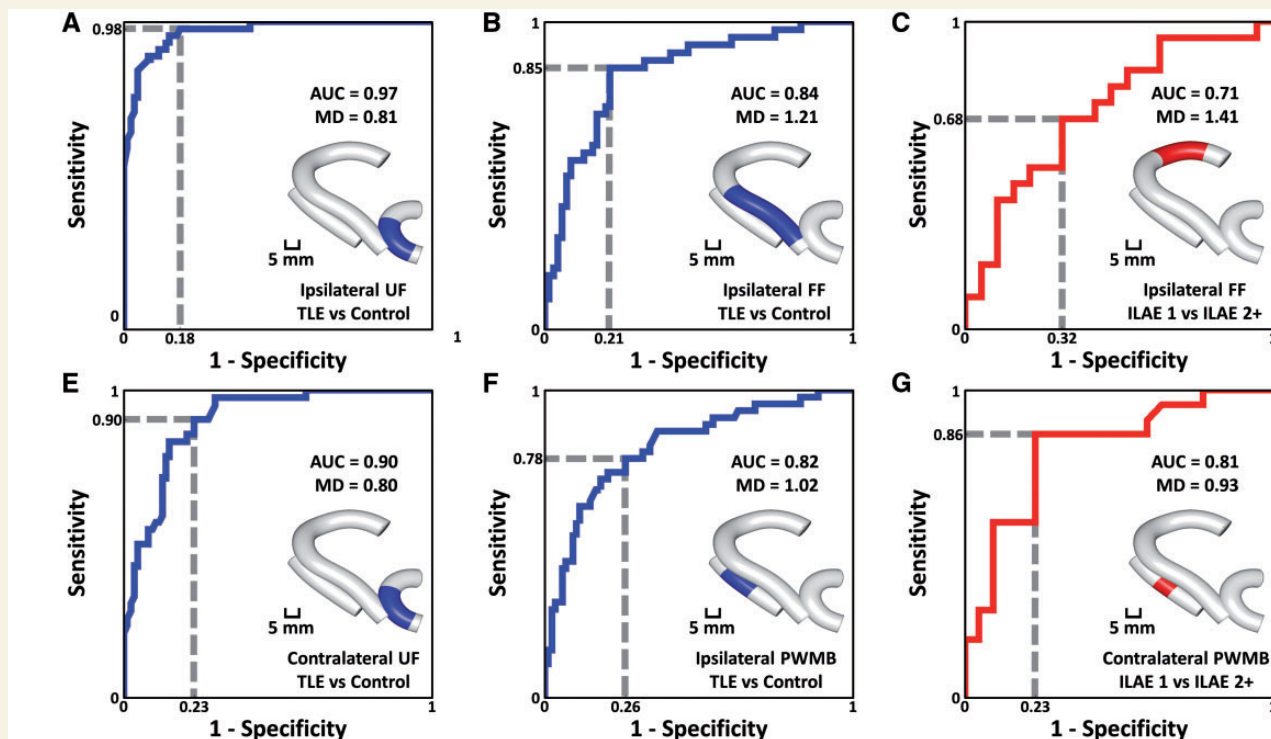 A
0.98
Sensitivity
AUC = 0.97
MD = 0.81
5 mm
Ipsilateral UF
TLE vs Control
0
0
0.18
1
1 - Specificity
B
1
0.85
Sensitivity
AUC = 0.84
MD = 1.21
5 mm
Ipsilateral FF
TLE vs Control
0
0
0.21
1
1 - Specificity
C
1
0.68
Sensitivity
AUC = 0.71
MD = 1.41
5 mm
Ipsilateral FF
ILAE 1 vs ILAE 2+
0
0
0.32
1
1 - Specificity
E
1
0.90
Sensitivity
AUC = 0.90
MD = 0.80
5 mm
Contralateral UF
TLE vs Control
0
0
0.23
1
1 - Specificity
F
1
0.78
Sensitivity
AUC = 0.82
MD = 1.02
5 mm
Ipsilateral PWMB
TLE vs Control
0
0
0.26
1
1 - Specificity
G
1
0.86
Sensitivity
AUC = 0.81
MD = 0.93
5 mm
Contralateral PWMB
ILAE 1 vs ILAE 2+
0
0
0.23
1
1 - Specificity